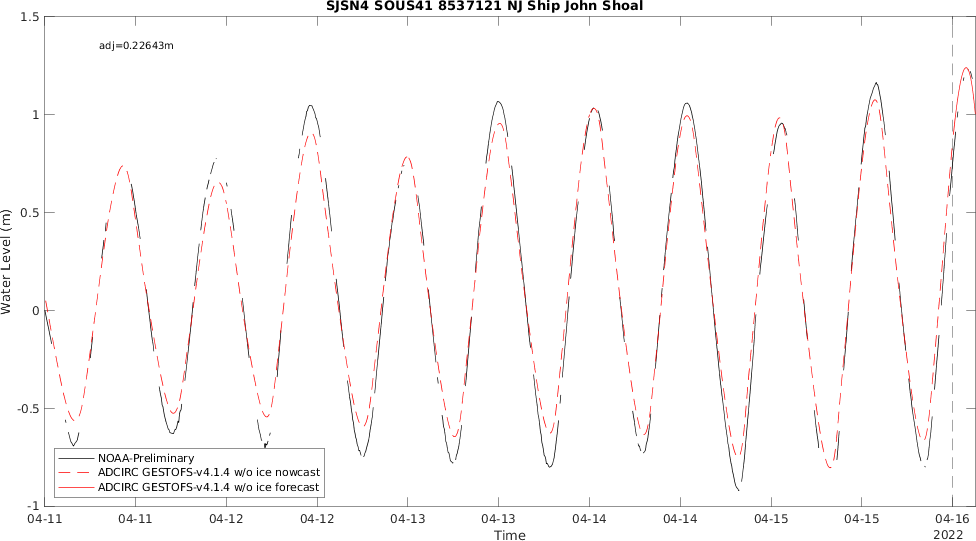 SJSN4 SOUS41 8537121 NJ Ship John Shoal
adj=0.22643m
Water Level (m)
1.5
1
0.5
0
-0.5
-1
NOAA-Preliminary
ADCIRC GESTOFS-v4.1.4 w/o ice nowcast
ADCIRC GESTOFS-v4.1.4 w/o ice forecast
04-11 04-11 04-12 04-12 04-13 04-13 04-14 04-14 04-15 04-15 04-16
Time
2022